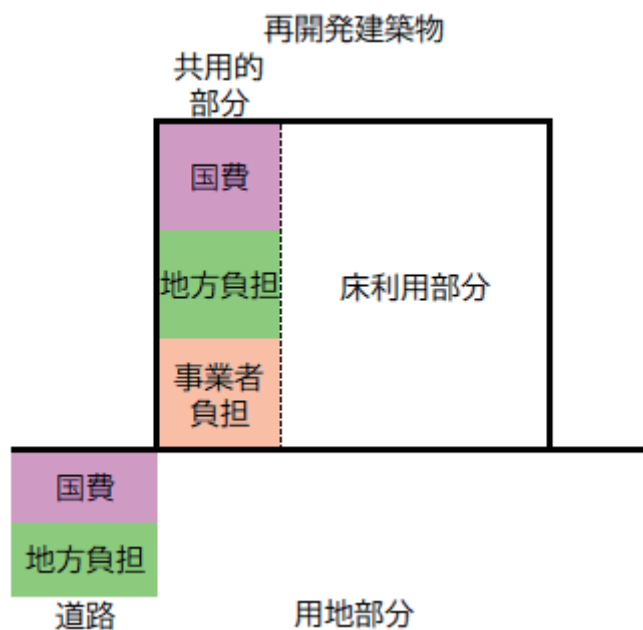 再開発建築物
共用的
部分
国費
地方負担
床利用部分
事業者
負担
国費
地方負担
道路
用地部分